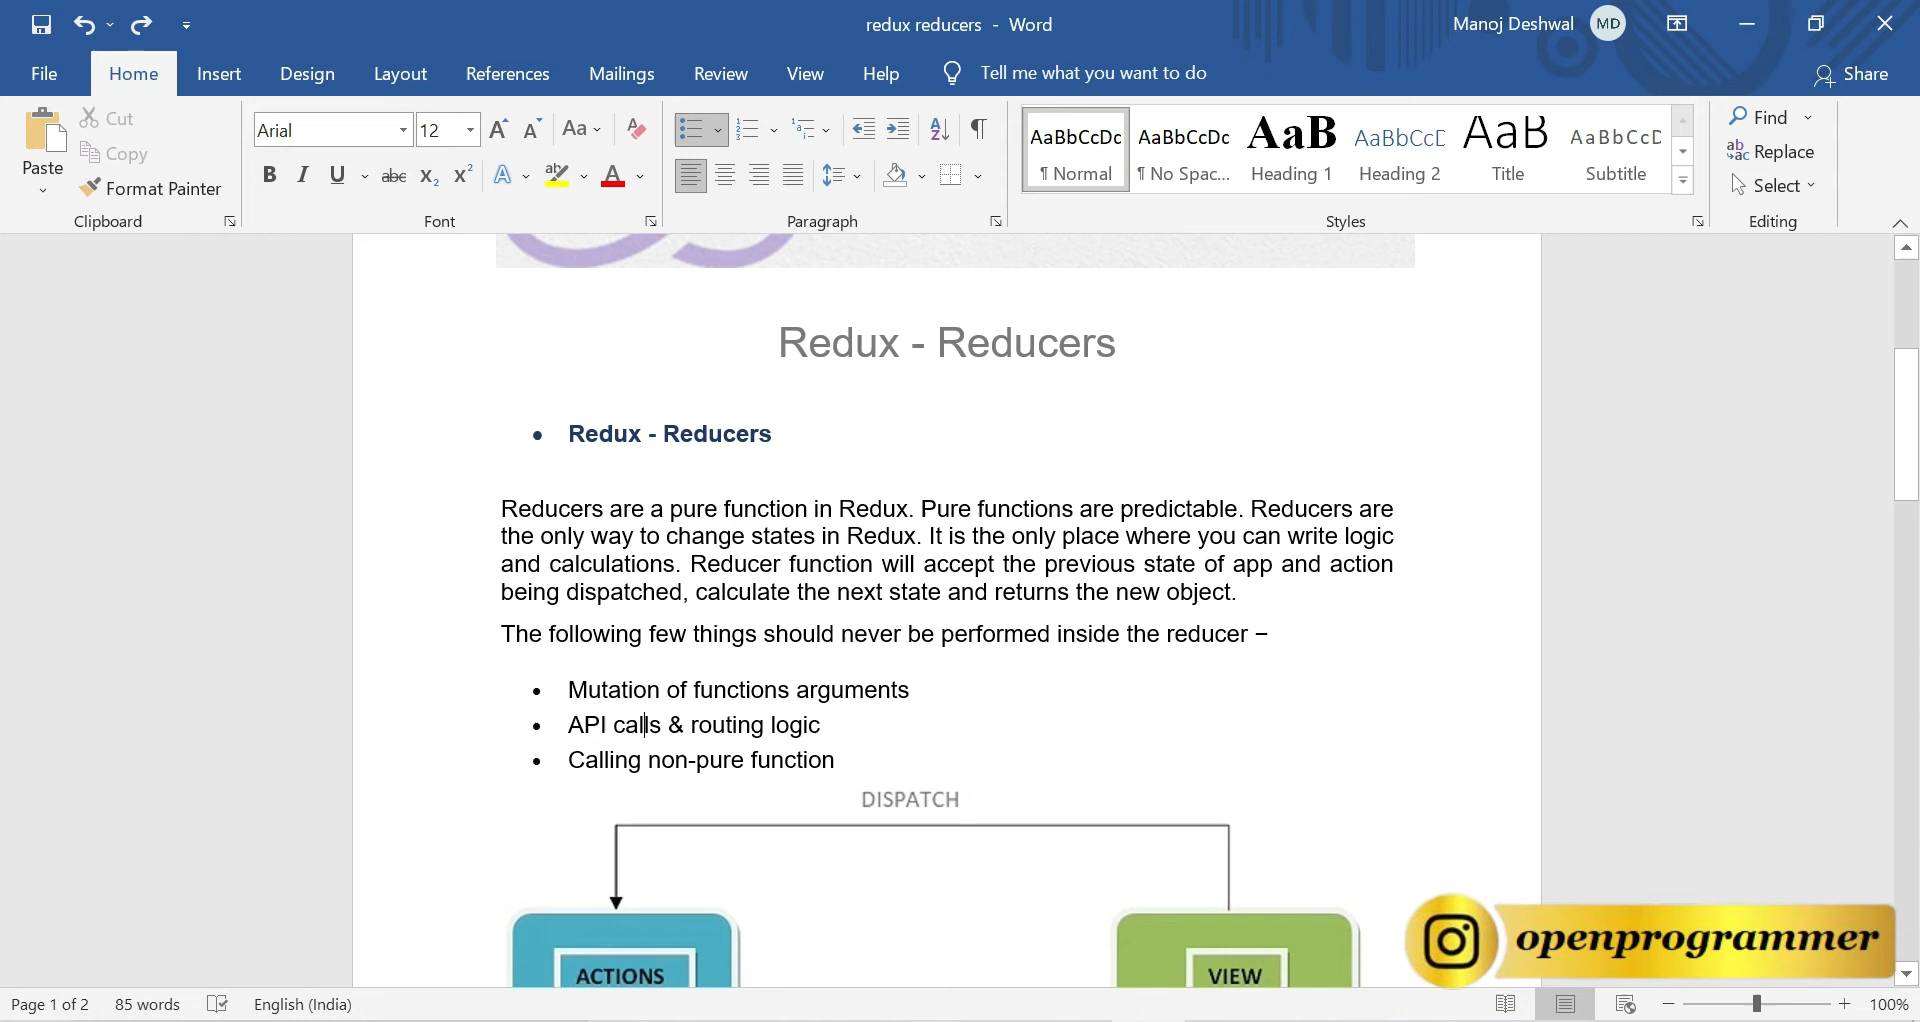 redux reducers - Word
Manoj Deshwal MD
File Home Insert Design Layout References Mailings Review View Help Tell me what you want to do Share
Paste
Cut
Copy
Format Painter
Clipboard
Arial 12
Aa
B I U abc X₂ X² A ab A
Font
Paragraph
AaBbCcDc AaBbCcDc AaB AaBbCcE AaB AaBbCcD
¶ Normal ¶ No Spac... Heading 1 Heading 2 Title Subtitle
Styles
Find
Replace
Select
Editing
Redux - Reducers
• Redux - Reducers
Reducers are a pure function in Redux. Pure functions are predictable. Reducers are
the only way to change states in Redux. It is the only place where you can write logic
and calculations. Reducer function will accept the previous state of app and action
being dispatched, calculate the next state and returns the new object.
The following few things should never be performed inside the reducer −
• Mutation of functions arguments
• API calls & routing logic
• Calling non-pure function
DISPATCH
ACTIONS VIEW
openprogrammer
Page 1 of 2 85 words English (India) 100%